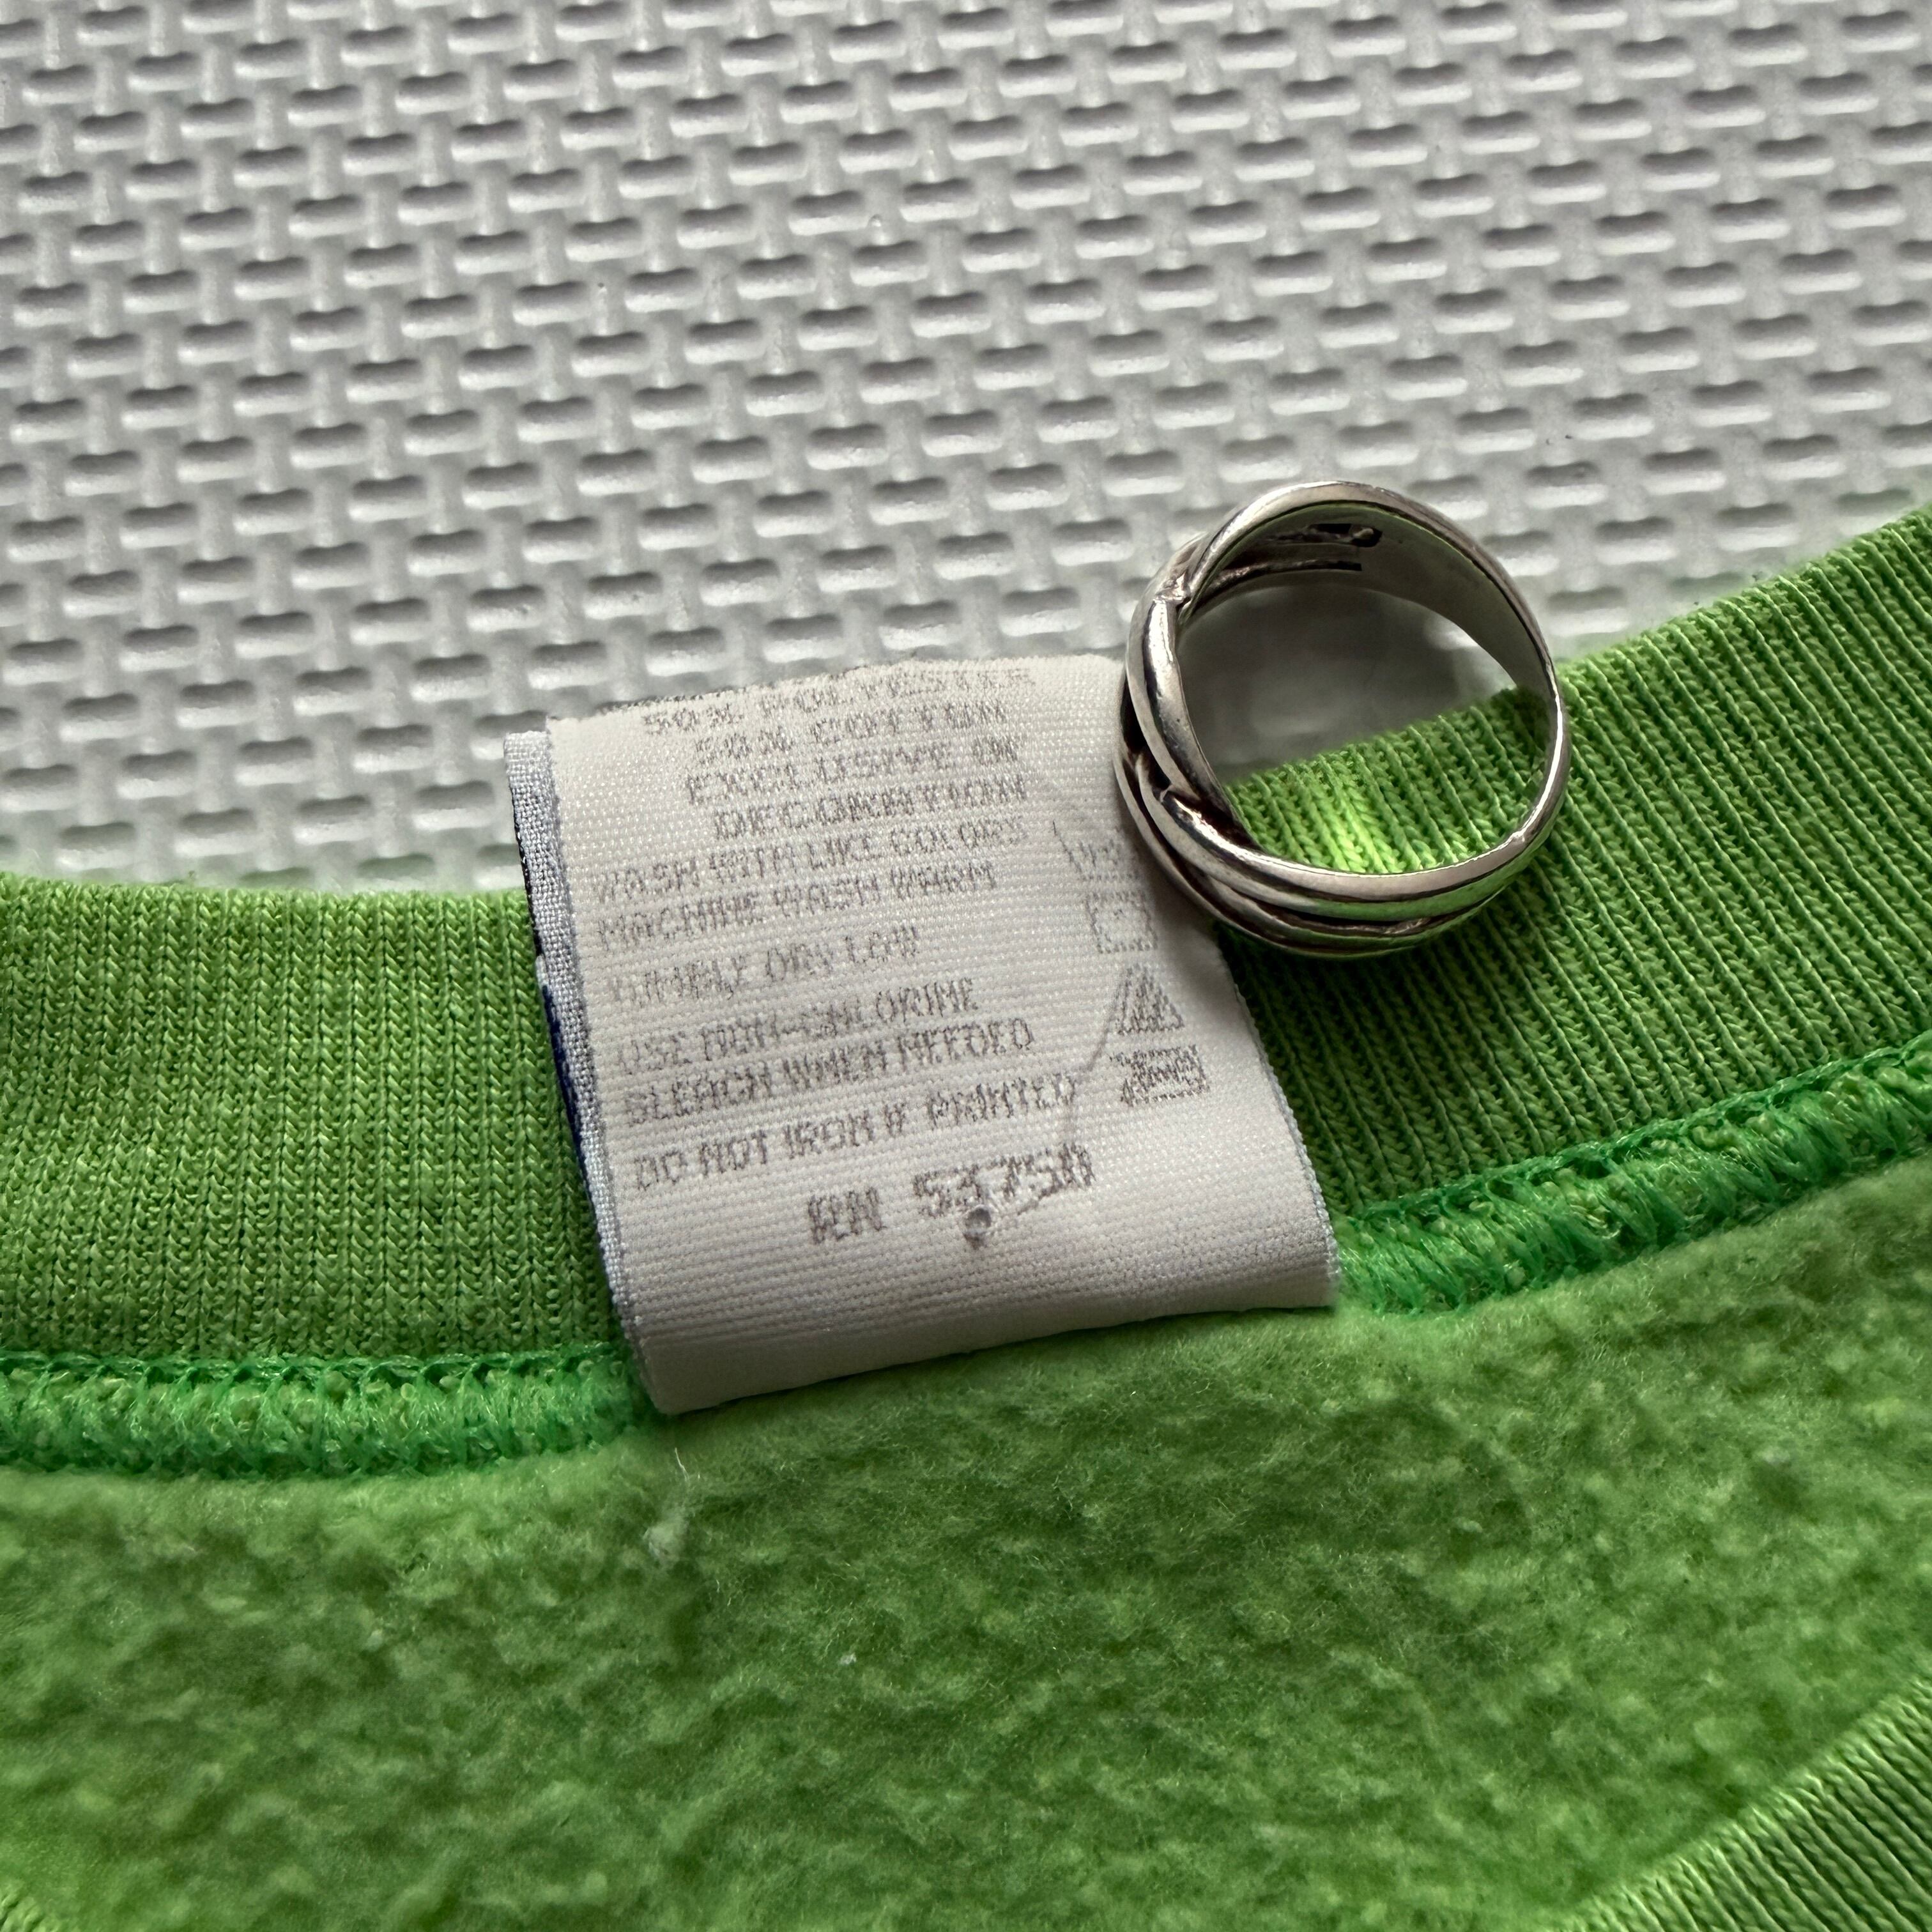 50% POLYESTER
50% COTTON
EXCLUSIVE OF
DECORATION
WASH WITH LIKE COLORS
MACHINE WASH WARM
TUMBLE DRY LOW
USE NON-CHLORINE
BLEACH WHEN NEEDED
DO NOT IRON IF PRINTED
RN 53750